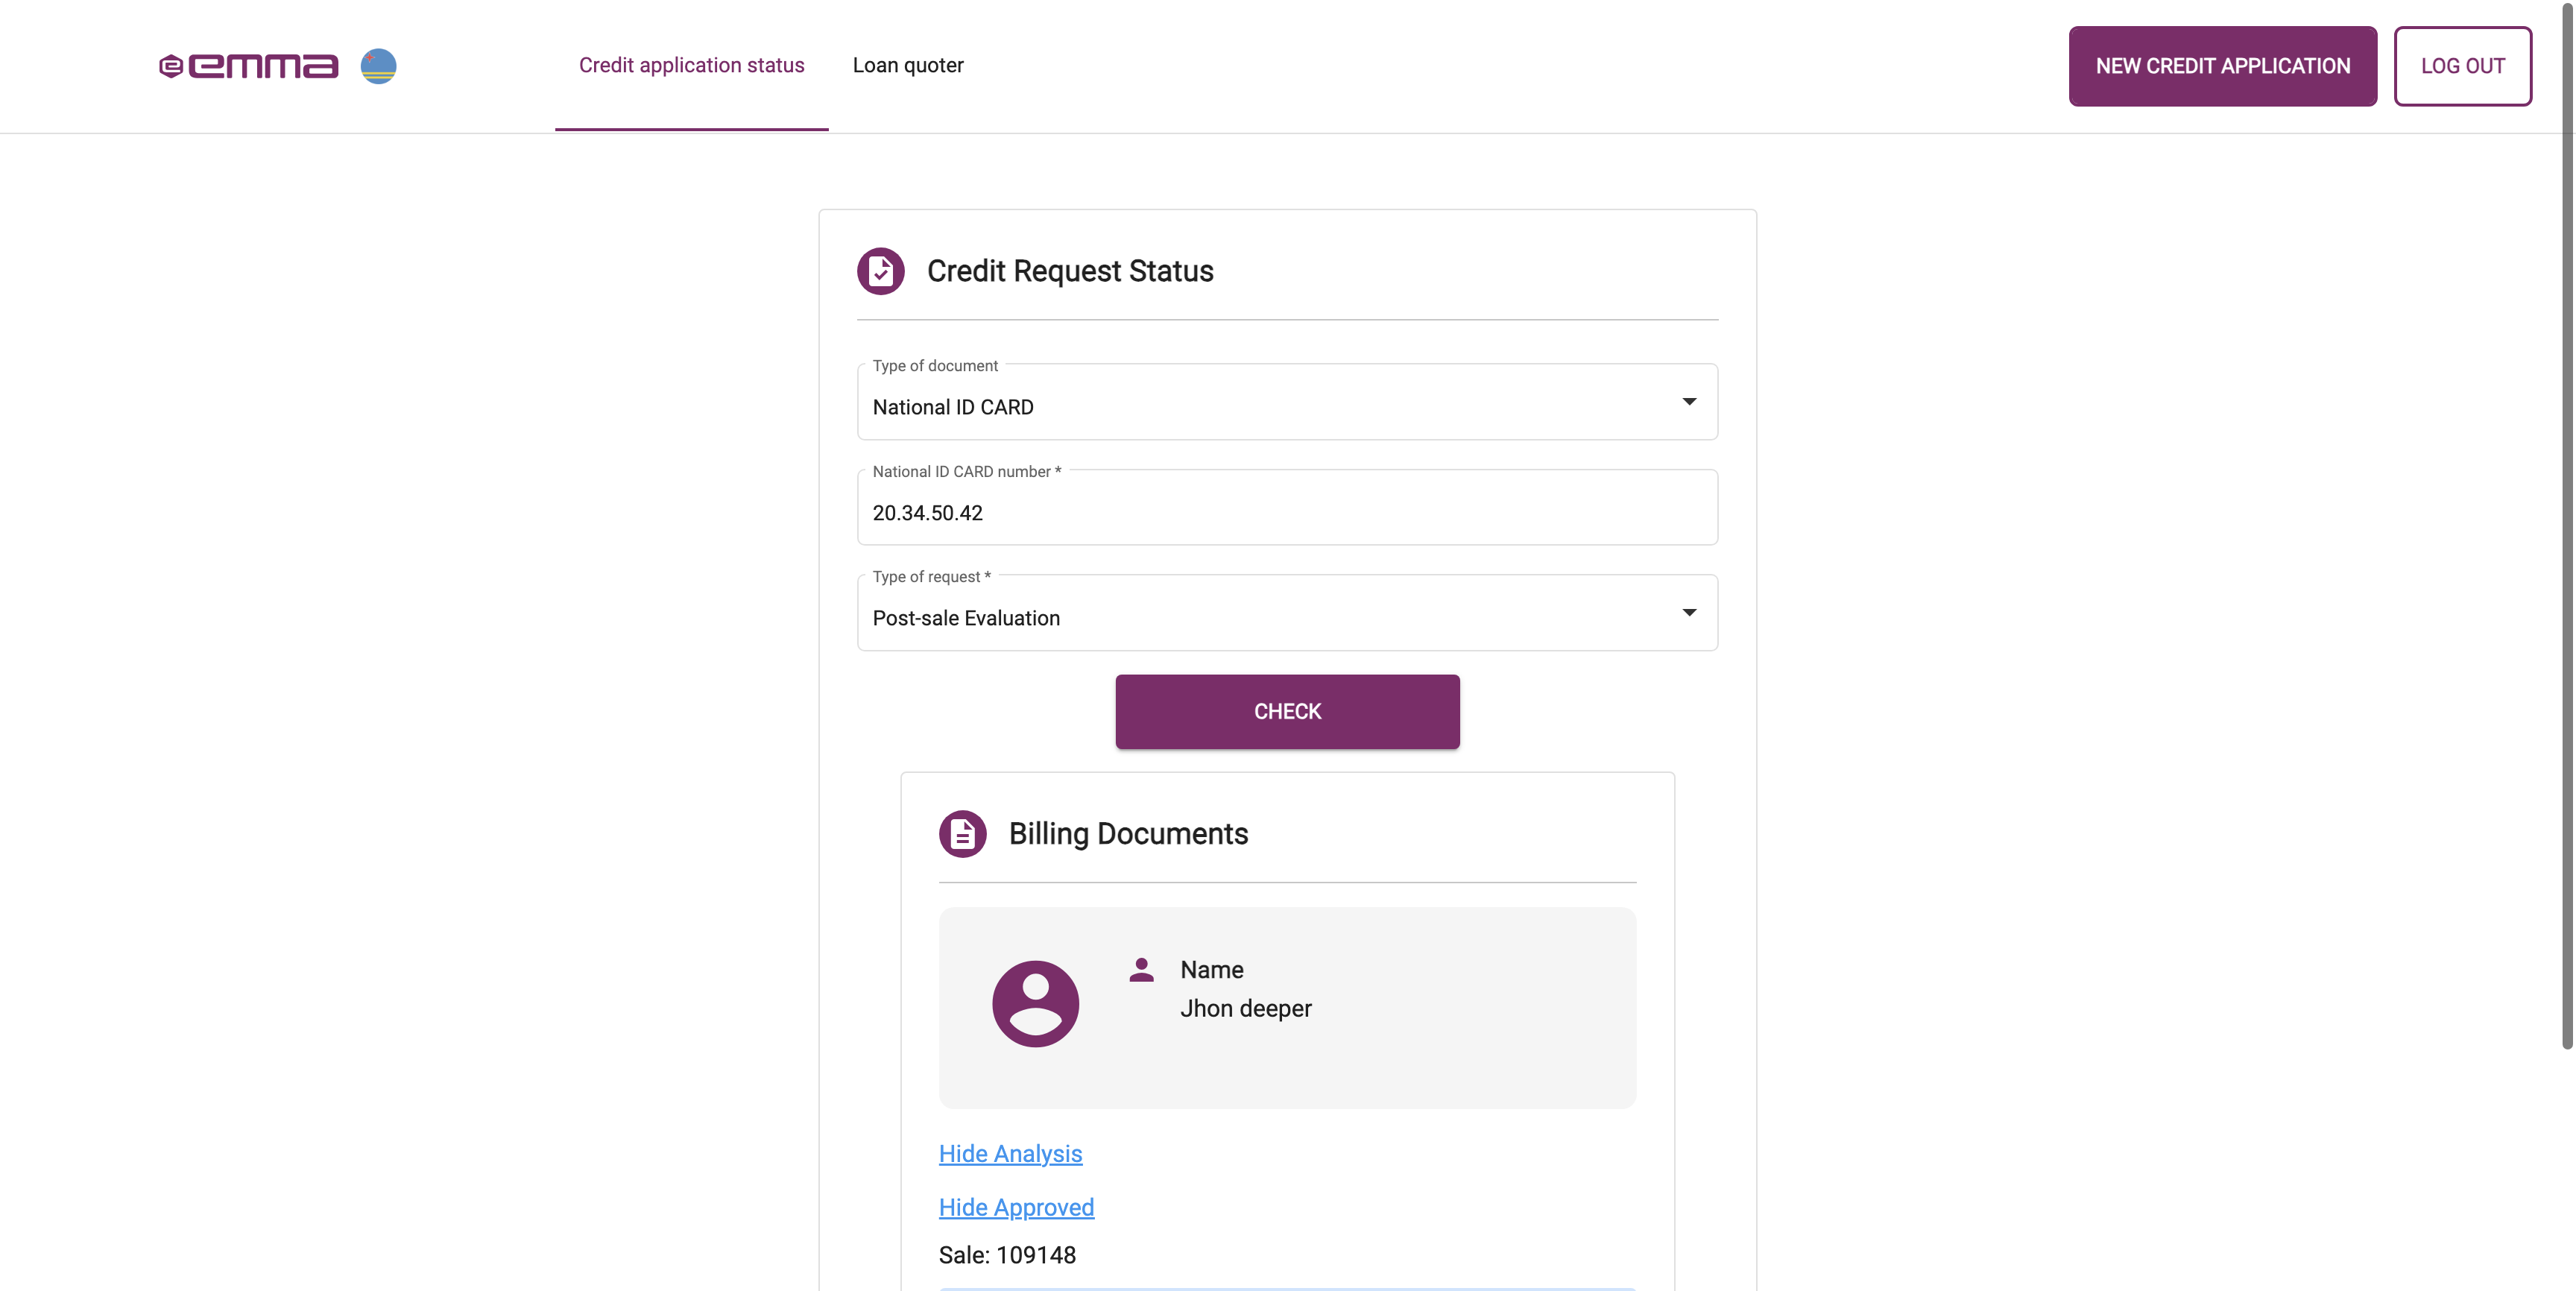 emma
Credit application status
Loan quoter
NEW CREDIT APPLICATION
LOG OUT
Credit Request Status
Type of document
National ID CARD
National ID CARD number *
20.34.50.42
Type of request *
Post-sale Evaluation
CHECK
Billing Documents
Name
Jhon deeper
Hide Analysis
Hide Approved
Sale: 109148